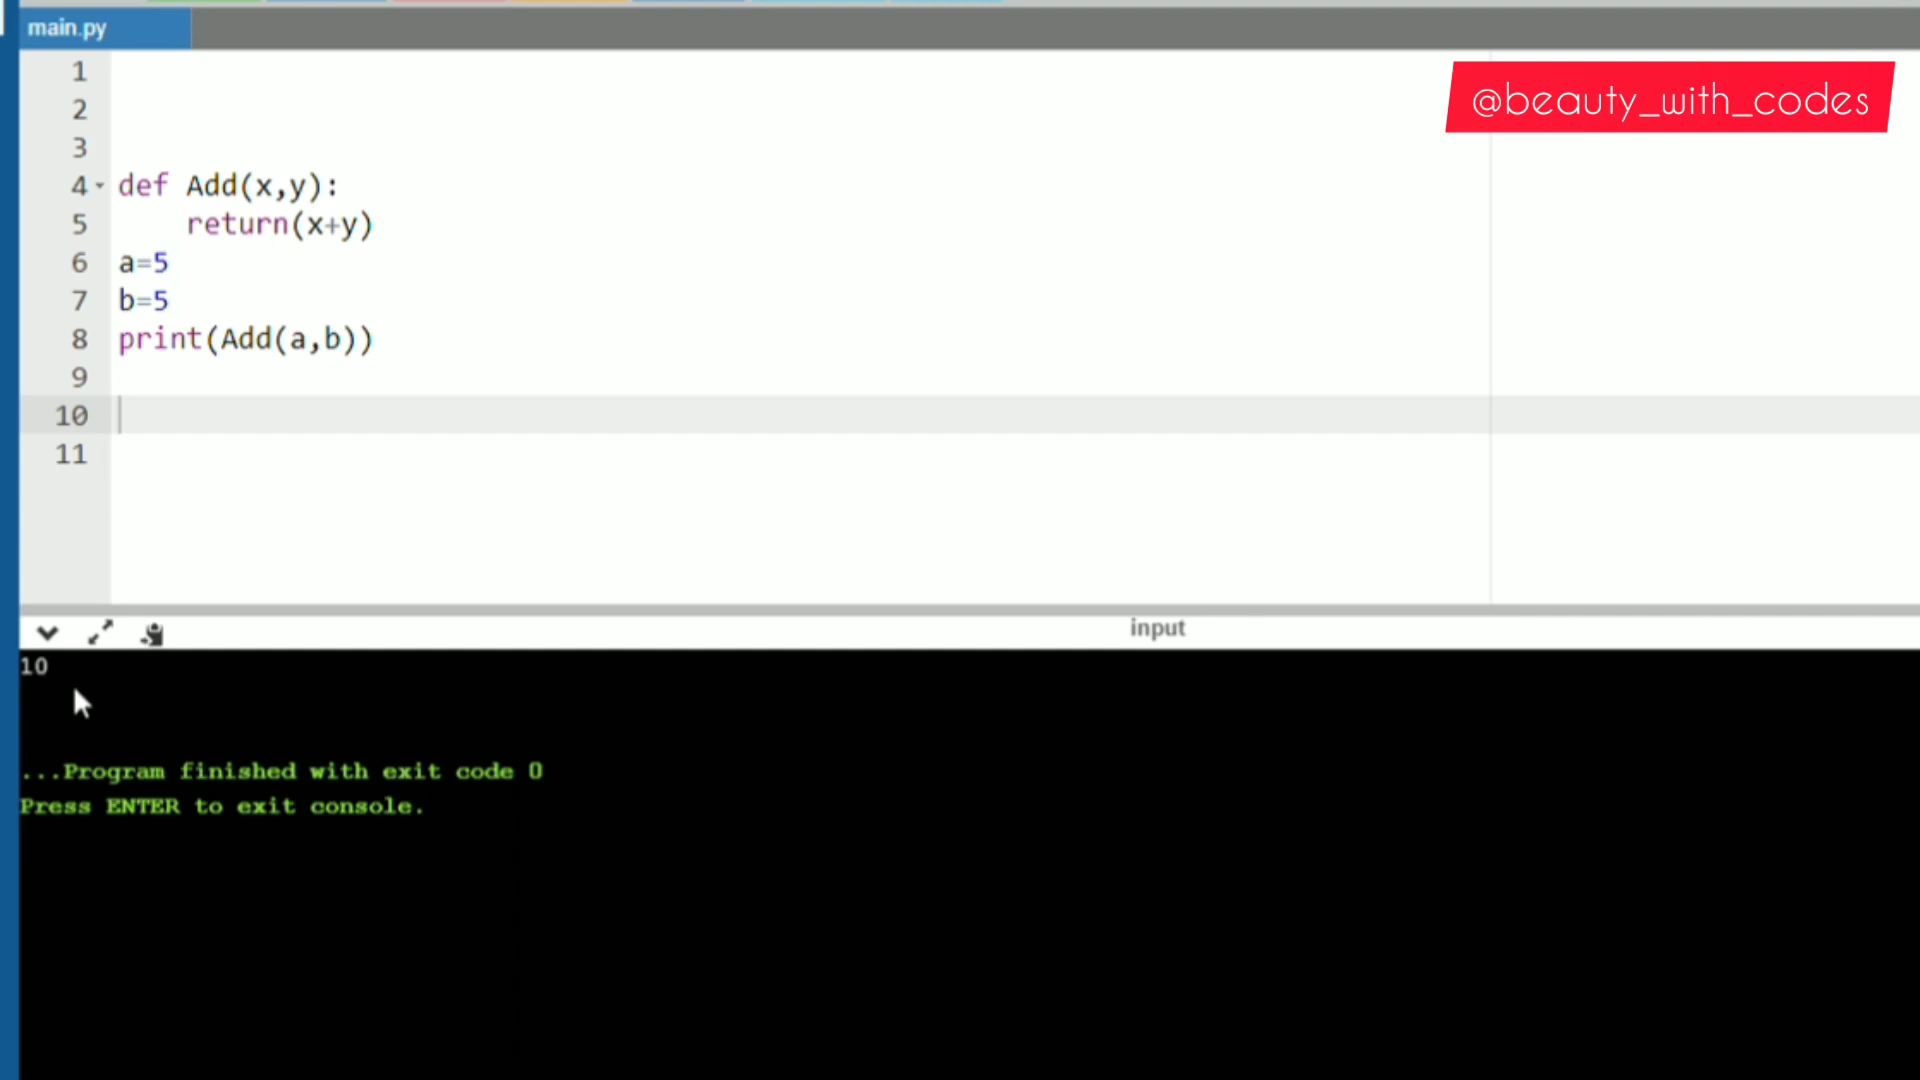 main.py
@beauty_with_codes
1
2
3
4 def Add(x,y):
5     return(x+y)
6 a=5
7 b=5
8 print(Add(a,b))
9
10
11
input
10
...Program finished with exit code 0
Press ENTER to exit console.